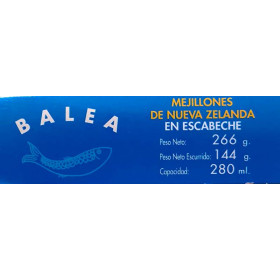 BALEA
MEJILLONES
DE NUEVA ZELANDA
EN ESCABECHE
Peso Neto: 266 g.
Peso Neto Escurrido: 144 g.
Capacidad: 280 ml.